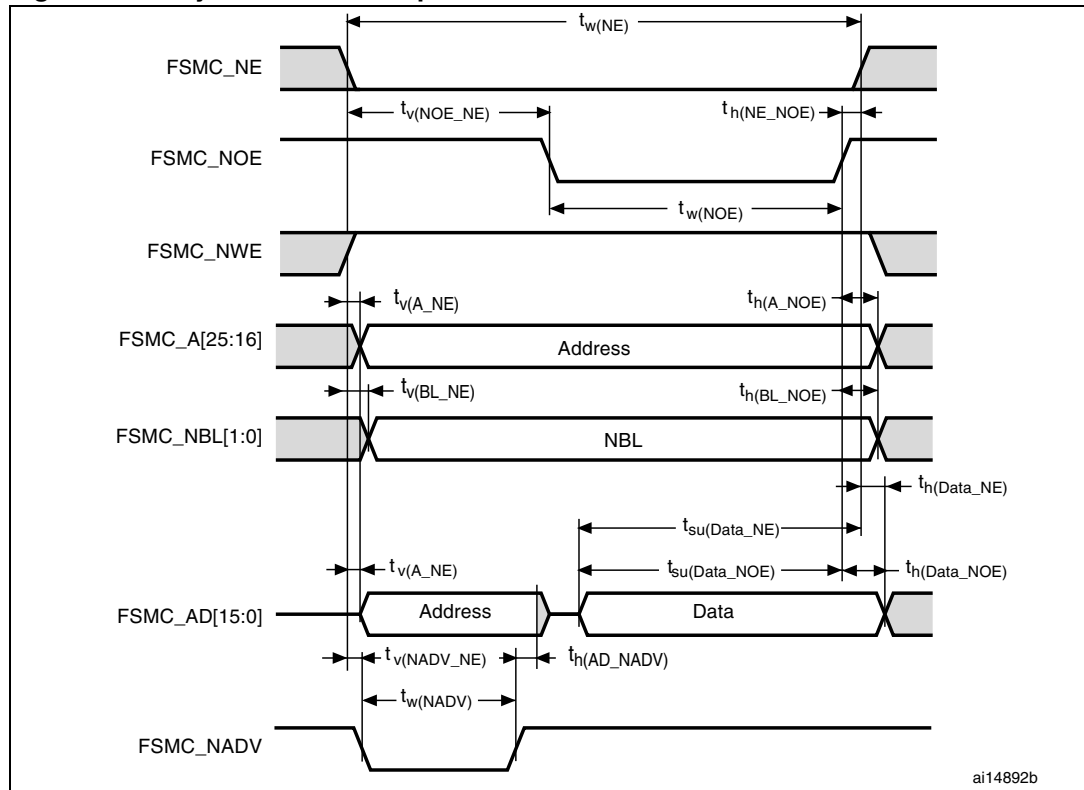 t_w(NE)
FSMC_NE
t_v(NOE_NE)
t_h(NE_NOE)
FSMC_NOE
t_w(NOE)
FSMC_NWE
t_v(A_NE)
t_h(A_NOE)
FSMC_A[25:16]
Address
t_v(BL_NE)
t_h(BL_NOE)
FSMC_NBL[1:0]
NBL
t_h(Data_NE)
t_su(Data_NE)
t_v(A_NE)
t_su(Data_NOE)
t_h(Data_NOE)
FSMC_AD[15:0]
Address
Data
t_v(NADV_NE)
t_h(AD_NADV)
t_w(NADV)
FSMC_NADV
ai14892b